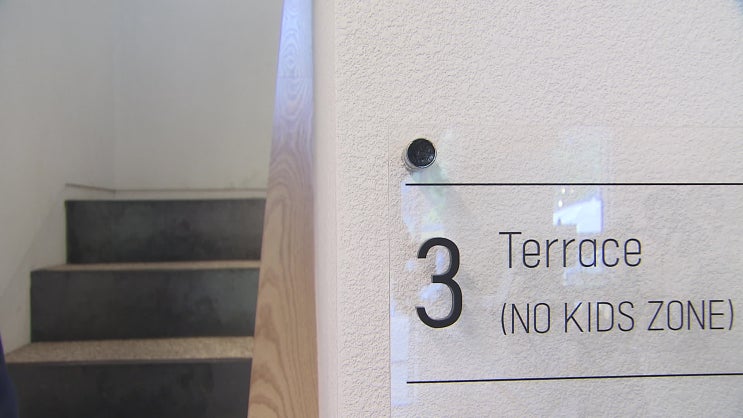 3
Terrace
(NO KIDS ZONE)